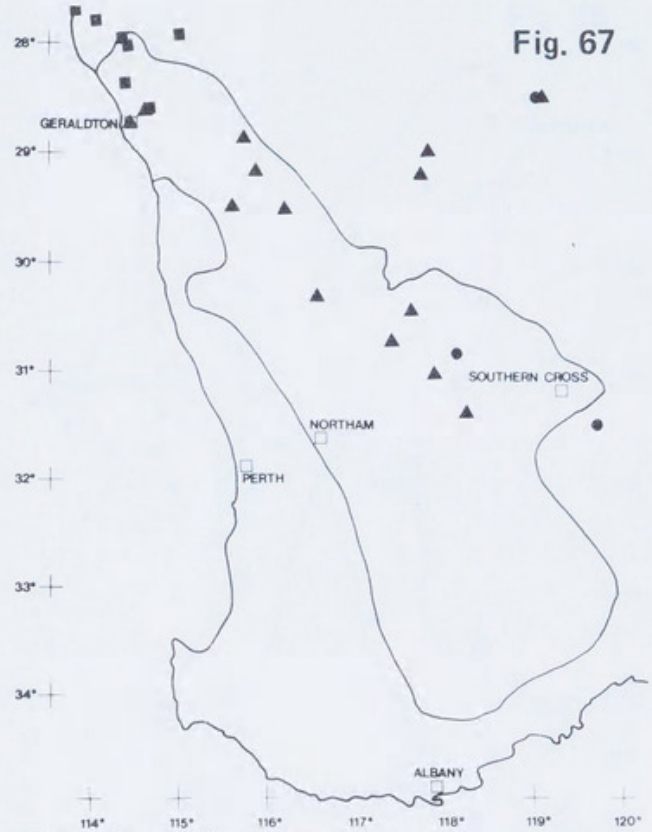 Fig. 67
28°
GERALDTON
29°
30°
31°
SOUTHERN CROSS
NORTHAM
32°
PERTH
33°
34°
ALBANY
114° 115° 116° 117° 118° 119° 120°